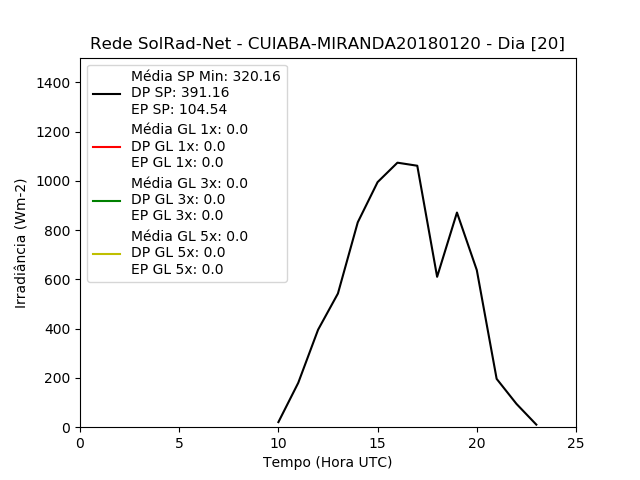 Rede SolRad-Net - CUIABA-MIRANDA20180120 - Dia [20]
Média SP Min: 320.16
DP SP: 391.16
EP SP: 104.54
Média GL 1x: 0.0
DP GL 1x: 0.0
EP GL 1x: 0.0
Média GL 3x: 0.0
DP GL 3x: 0.0
EP GL 3x: 0.0
Média GL 5x: 0.0
DP GL 5x: 0.0
EP GL 5x: 0.0
Irradiância (Wm-2)
1400
1200
1000
800
600
400
200
0
0 5 10 15 20 25
Tempo (Hora UTC)